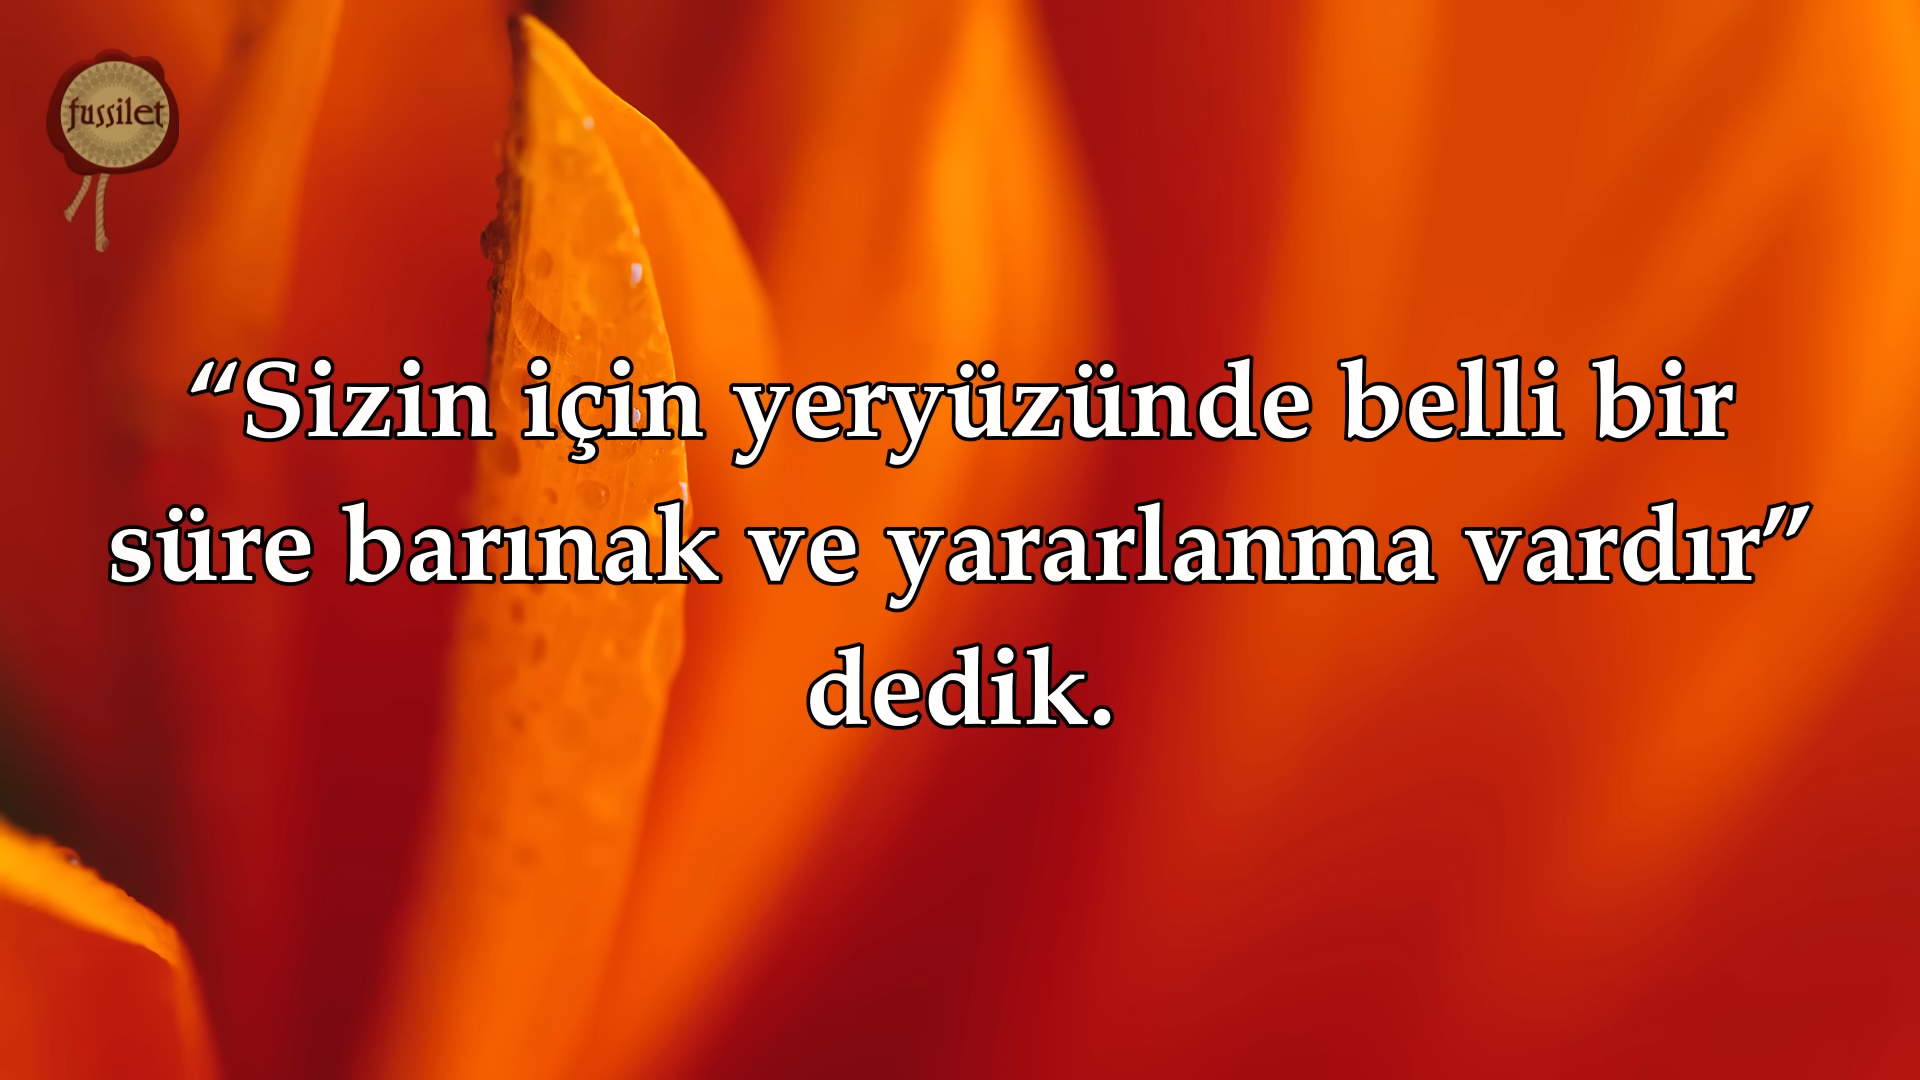 fussilet
“Sizin için yeryüzünde belli bir
süre barınak ve yararlanma vardır”
dedik.